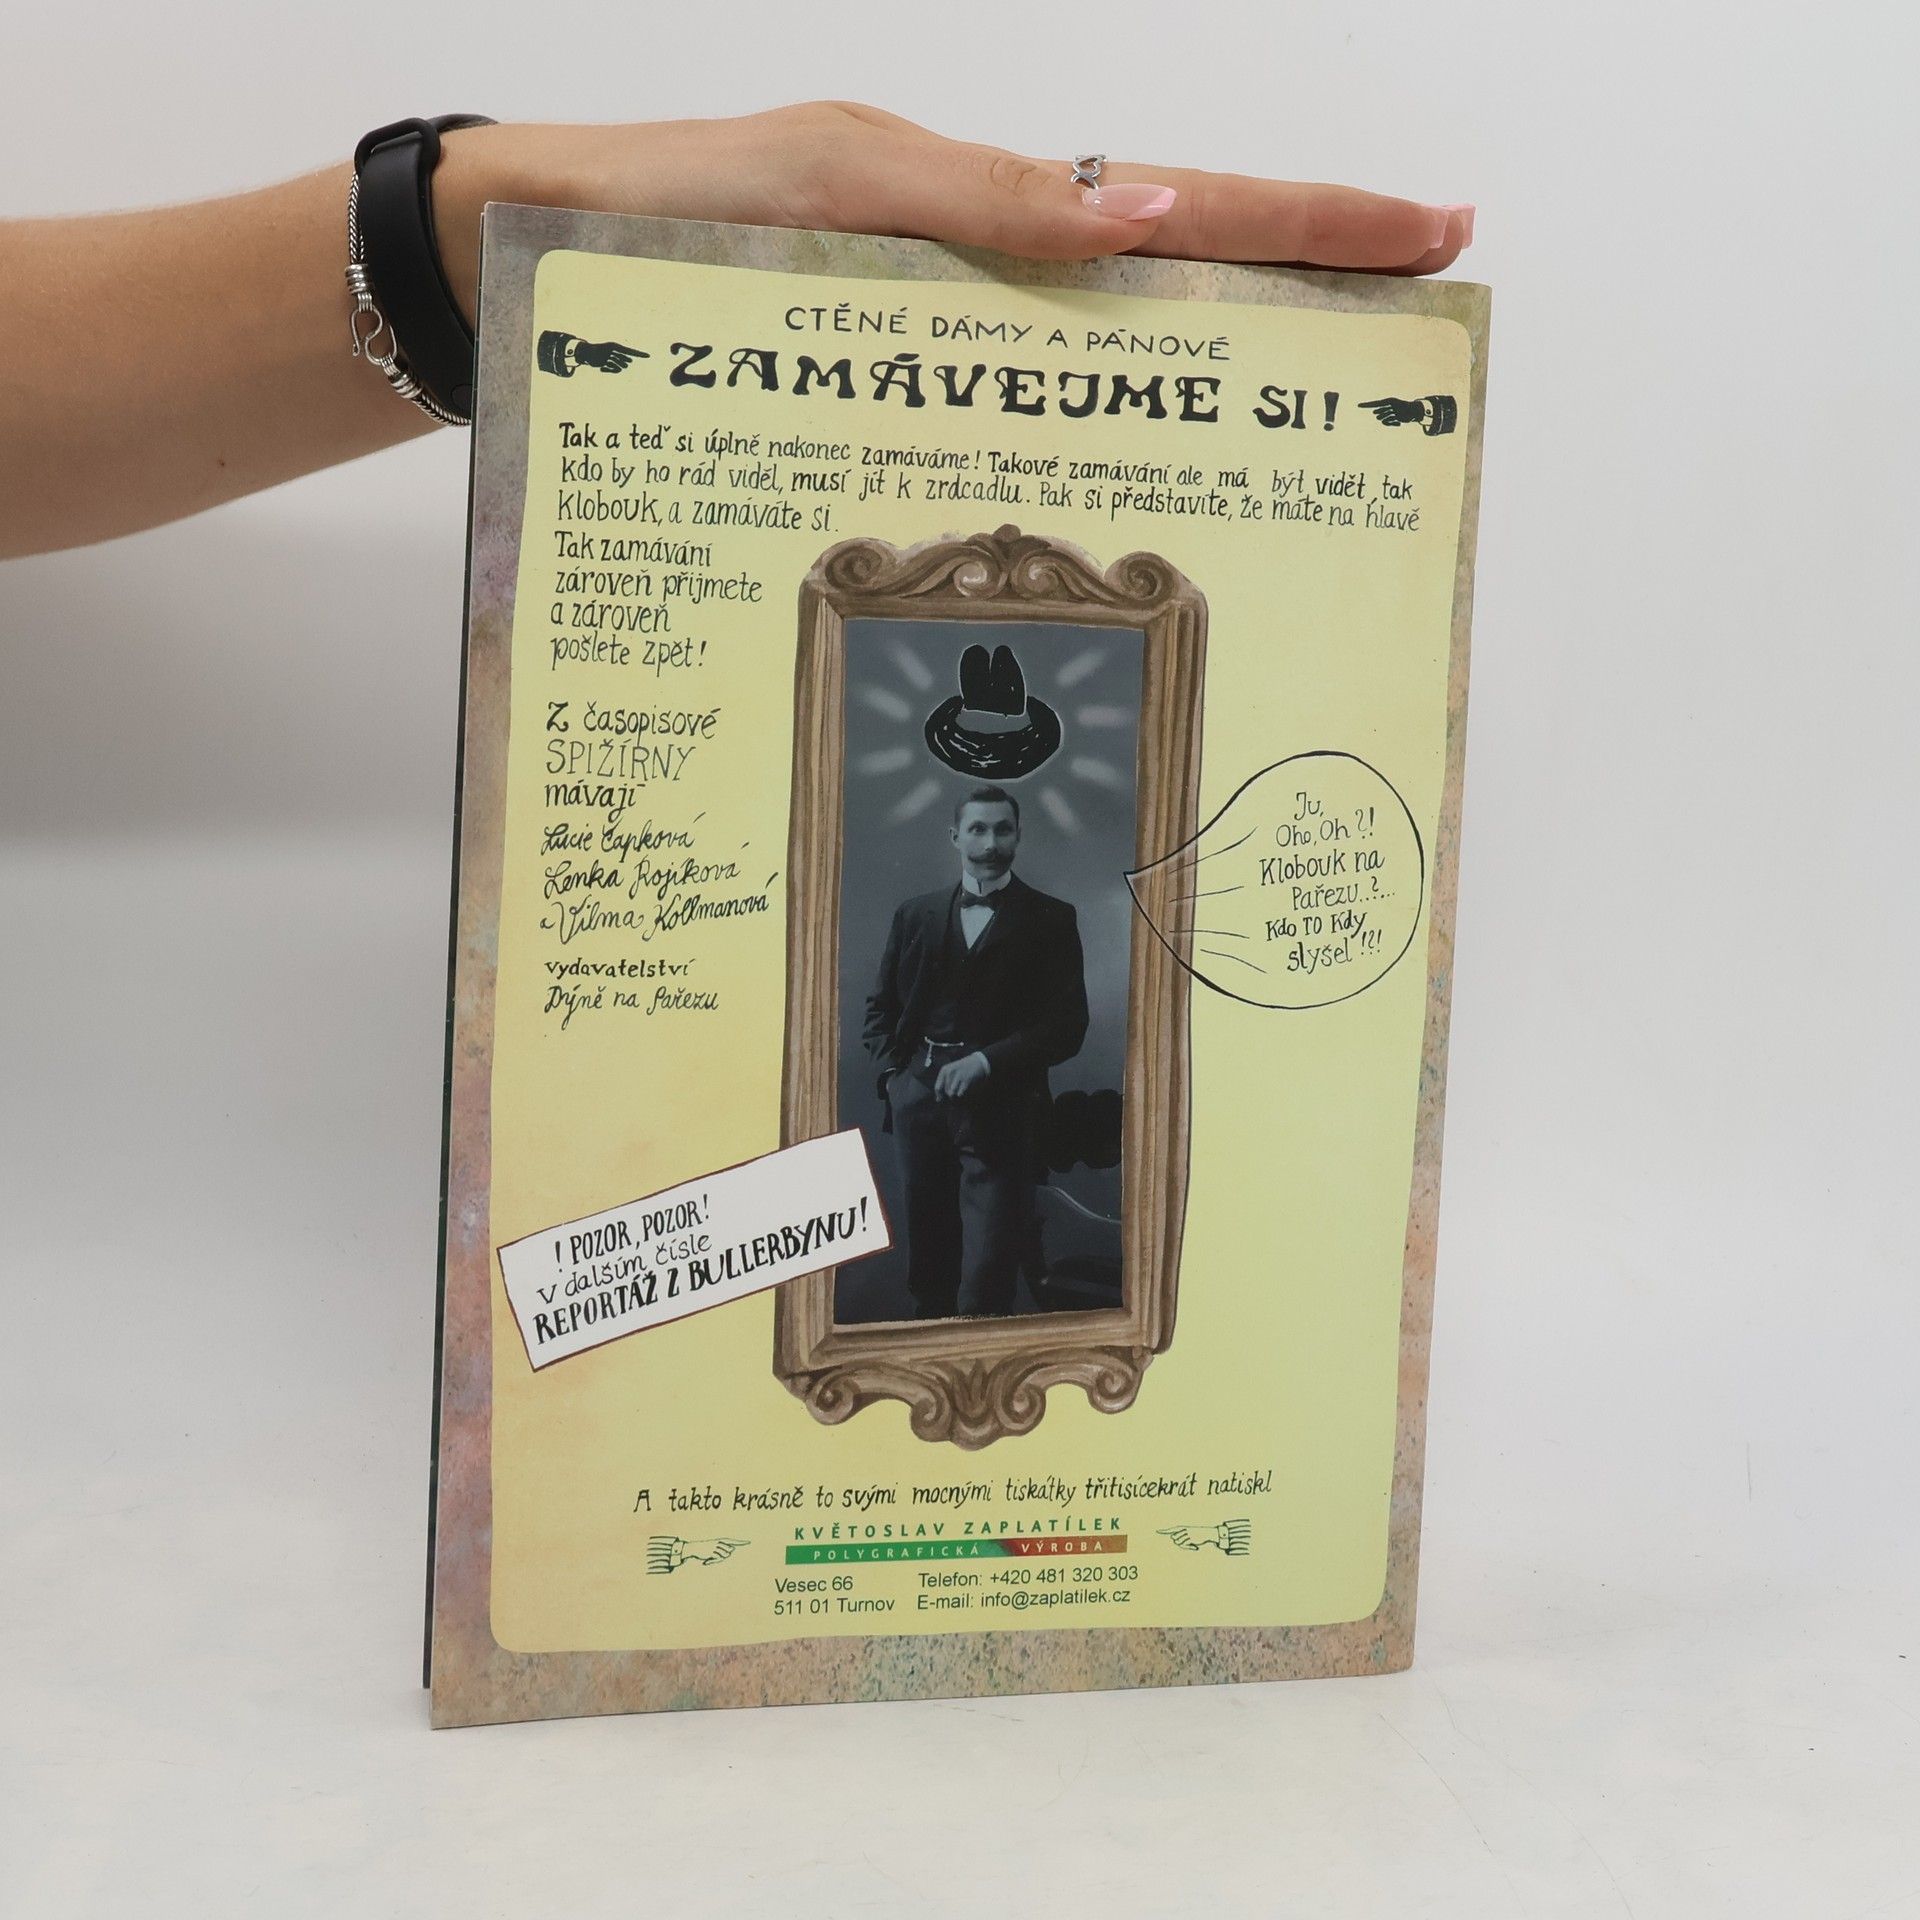 CTĚNÉ DÁMY A PÁNOVÉ
ZAMÁVEJME SI!
Tak a teď si úplně nakonec zamáváme! Takové zamávání ale má být vidět, tak
kdo by ho rád viděl, musí jít k zrdcadlu. Pak si představíte, že máte na hlavě
Klobouk, a zamáváte si.
Tak zamávání
zároveň přijmete
a zároveň
pošlete zpět!
Z časopisové
SPIŽÍRNY
mávají
Lucie Čapková
Lenka Rojíková
a Vilma Kollmanová
vydavatelství
Dýně na Pařezu
Ju,
Oho, Oh?!
Klobouk na
Pařezu..?...
Kdo TO Kdy
slyšel!?!
! POZOR, POZOR!
v dalším čísle
REPORTÁŽ Z BULLERBYNU!
A takto krásně to svými mocnými tiskátky třitisícekrát natiskl
KVĚTOSLAV ZAPLATÍLEK
POLYGRAFICKÁ VÝROBA
Vesec 66 Telefon: +420 481 320 303
511 01 Turnov E-mail: info@zaplatilek.cz